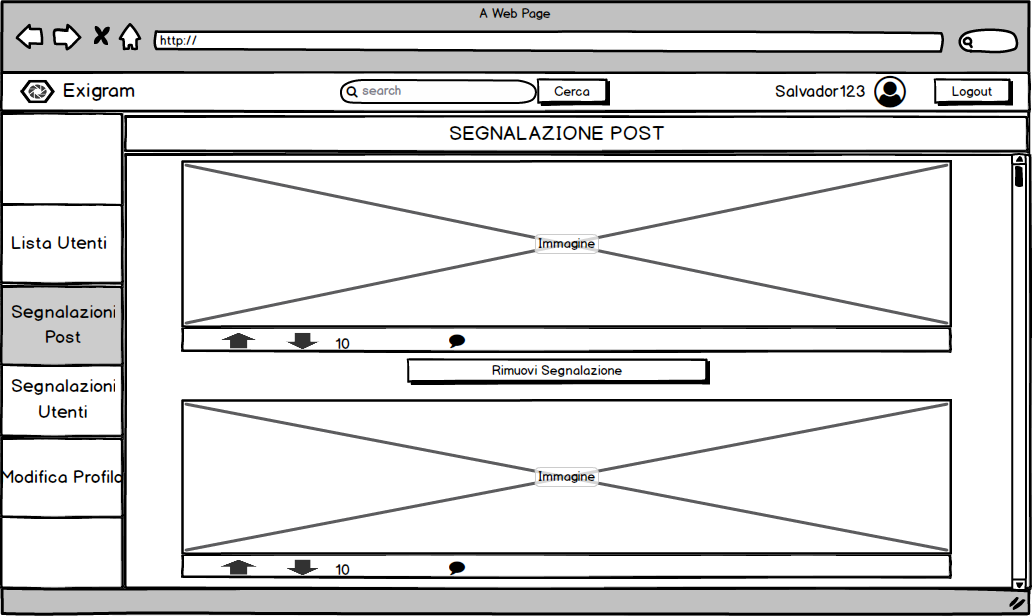 A Web Page
http://
Exigram
search
Cerca
Salvador123
Logout
SEGNALAZIONE POST
Lista Utenti
Segnalazioni
Post
Segnalazioni
Utenti
Modifica Profilo
Immagine
10
Rimuovi Segnalazione
Immagine
10